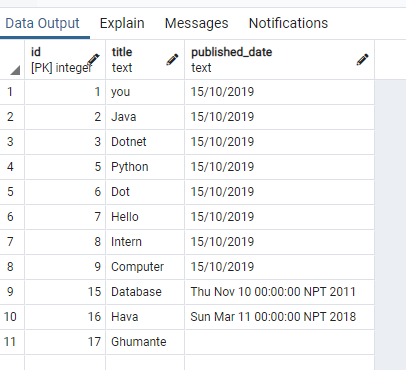 Data Output Explain Messages Notifications
id title published_date
[PK] integer text text
1 1 you 15/10/2019
2 2 Java 15/10/2019
3 3 Dotnet 15/10/2019
4 5 Python 15/10/2019
5 6 Dot 15/10/2019
6 7 Hello 15/10/2019
7 8 Intern 15/10/2019
8 9 Computer 15/10/2019
9 15 Database Thu Nov 10 00:00:00 NPT 2011
10 16 Hava Sun Mar 11 00:00:00 NPT 2018
11 17 Ghumante